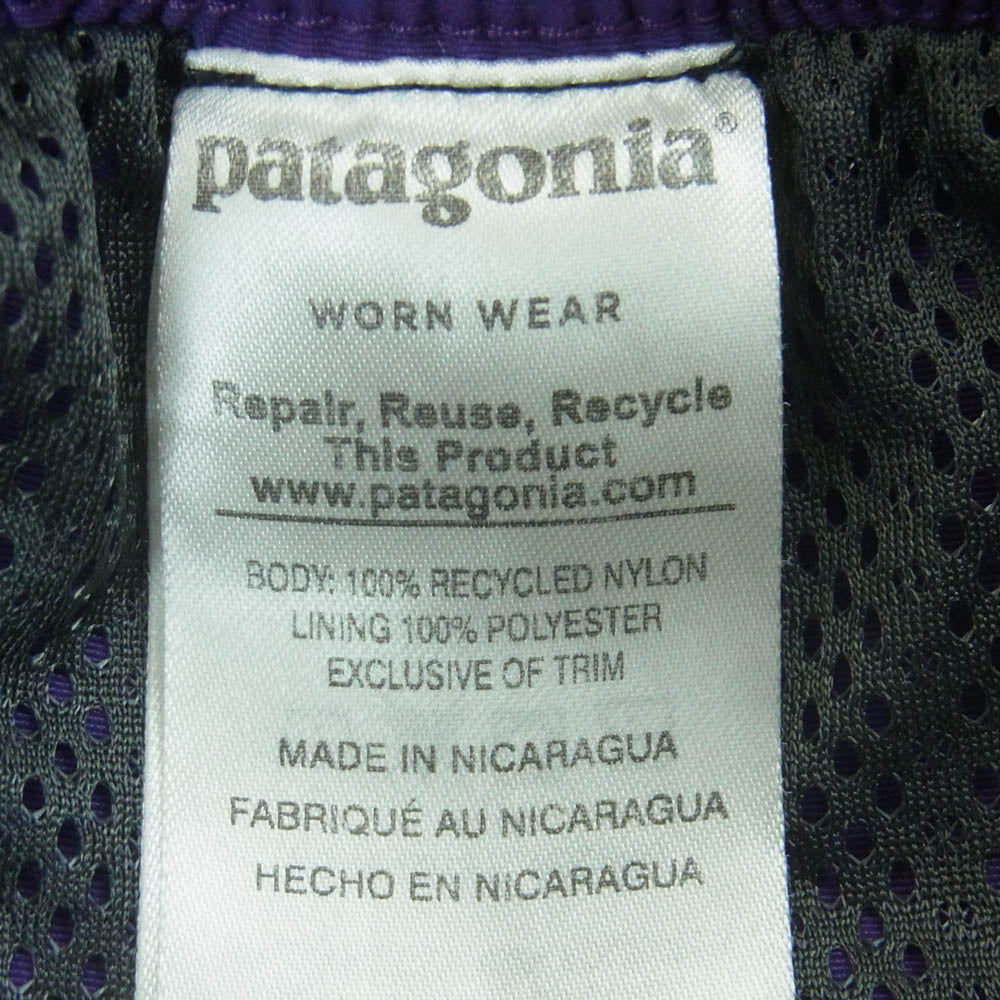 patagonia®
WORN WEAR
Repair, Reuse, Recycle
This Product
www.patagonia.com
BODY: 100% RECYCLED NYLON
LINING 100% POLYESTER
EXCLUSIVE OF TRIM
MADE IN NICARAGUA
FABRIQUÉ AU NICARAGUA
HECHO EN NICARAGUA